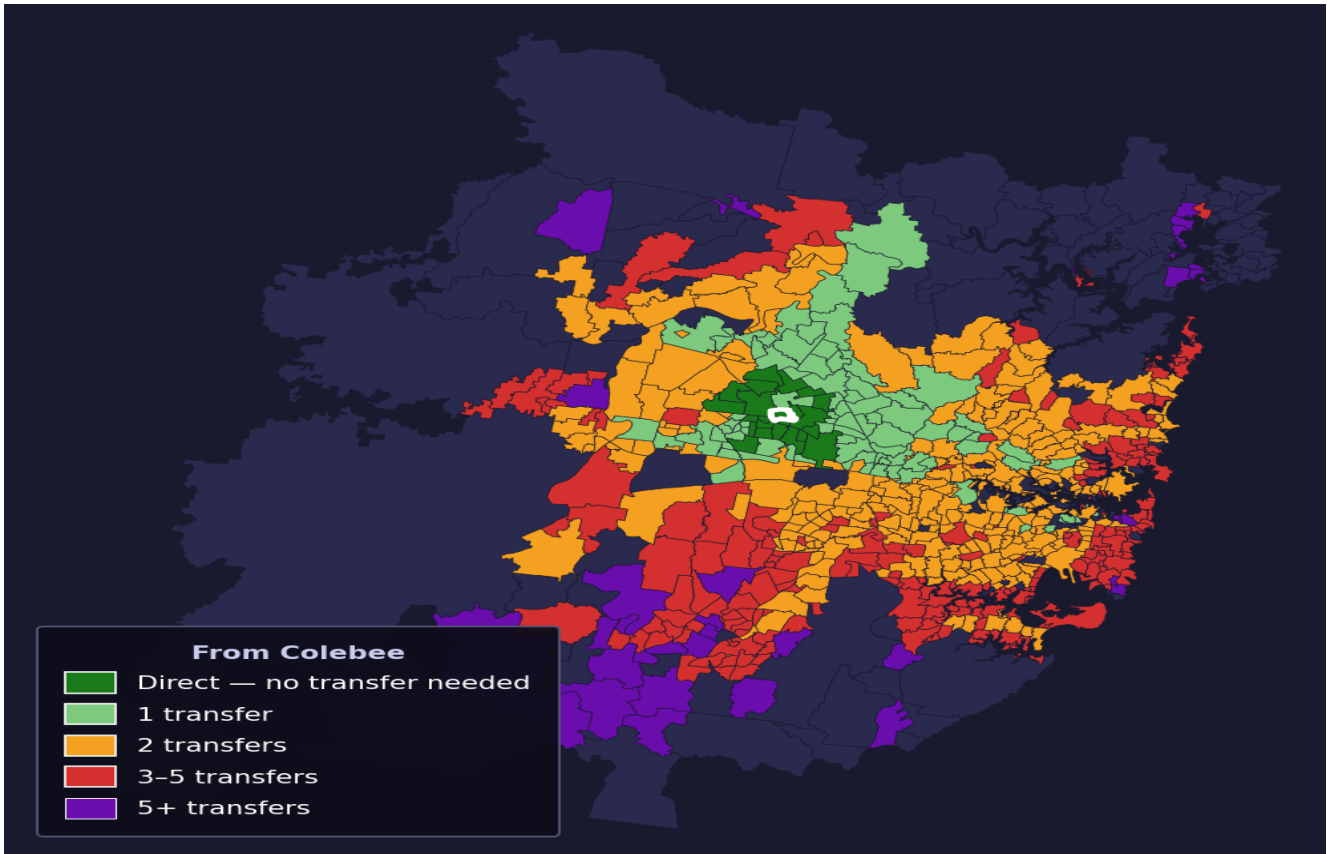 From Colebee
Direct — no transfer needed
1 transfer
2 transfers
3–5 transfers
5+ transfers